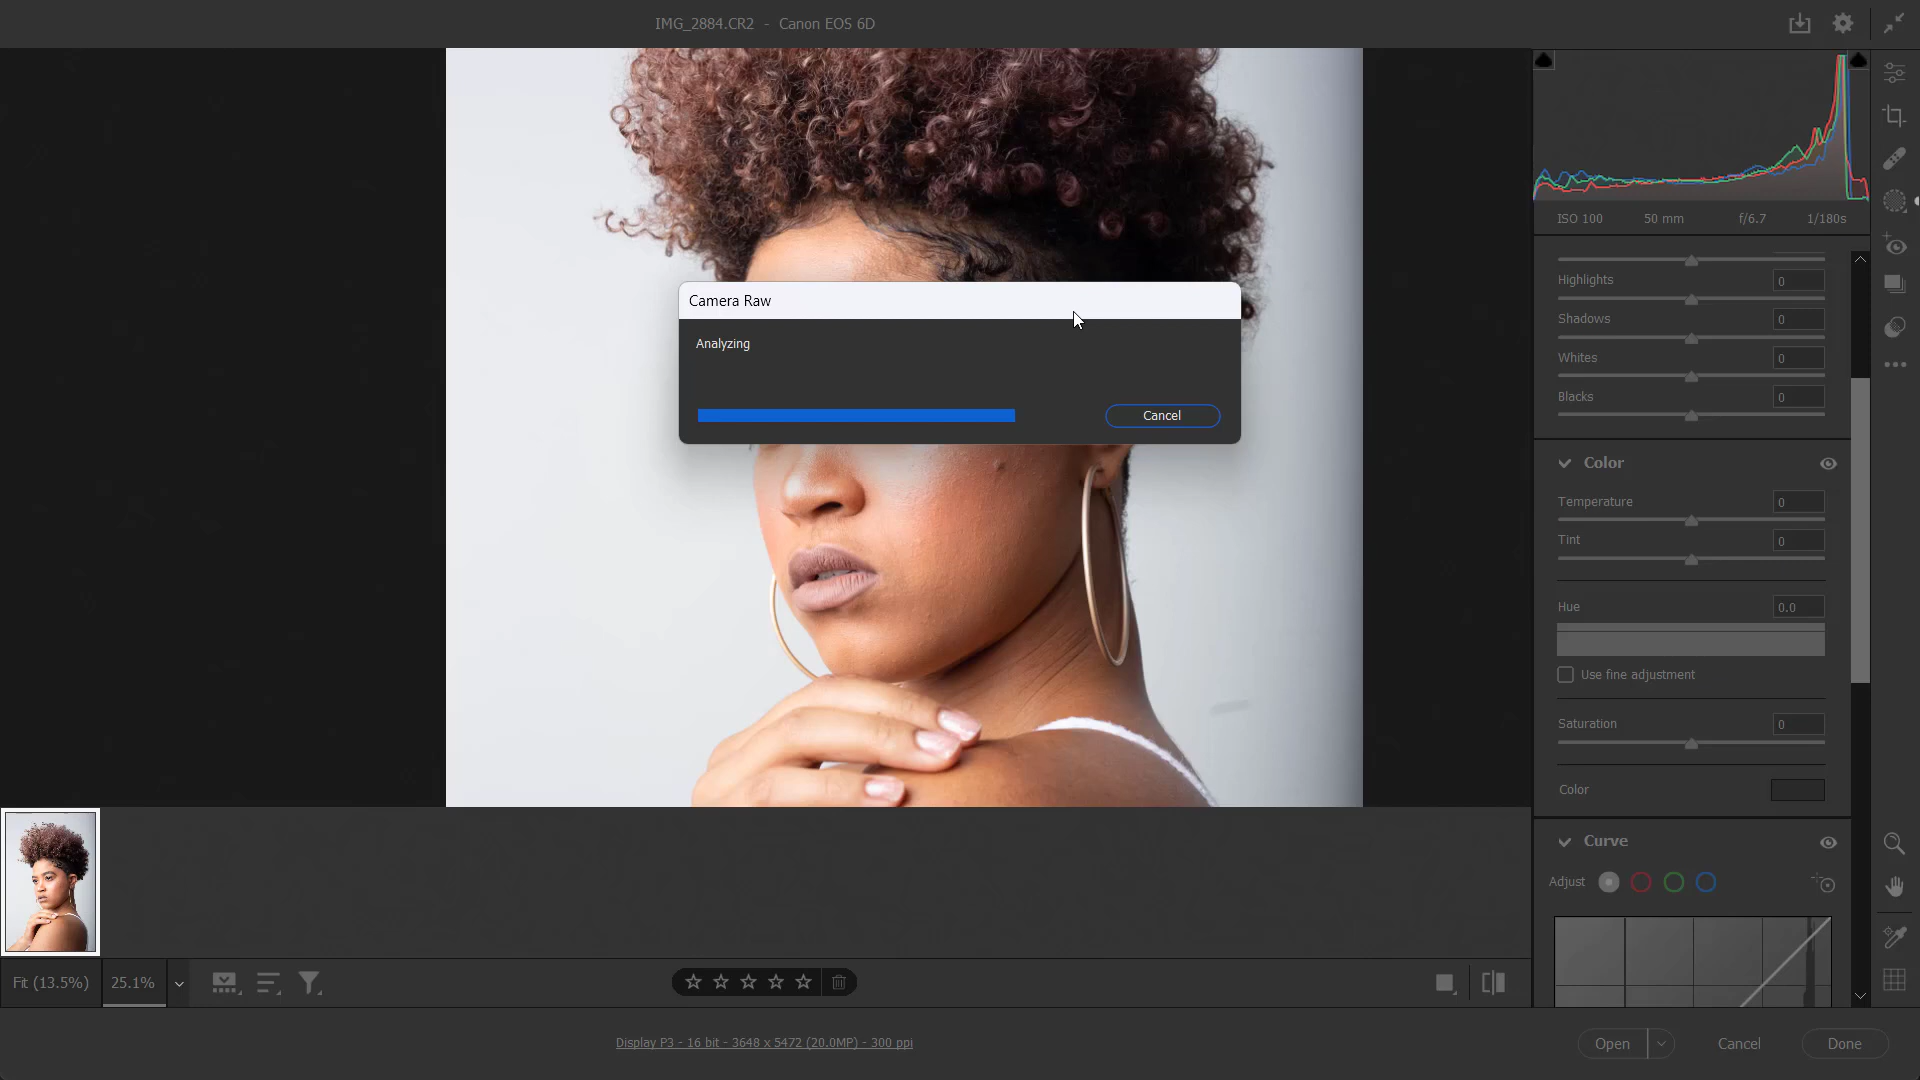 IMG_2884.CR2 - Canon EOS 6D
ISO 100 50 mm f/6.7 1/180s
Highlights 0
Shadows 0
Whites 0
Blacks 0
Camera Raw
Analyzing
Cancel
Color
Temperature 0
Tint 0
Hue 0.0
Use fine adjustment
Saturation 0
Color
Curve
Adjust
Fit (13.5%) 25.1%
Display P3 - 16 bit - 3648 x 5472 (20.0MP) - 300 ppi
Open Cancel Done